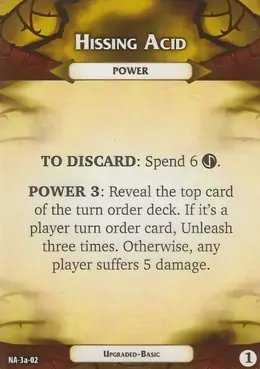 Hissing Acid
POWER
TO DISCARD: Spend 6 .
POWER 3: Reveal the top card
of the turn order deck. If it's a
player turn order card, Unleash
three times. Otherwise, any
player suffers 5 damage.
Upgraded-Basic
NA-3a-02
1